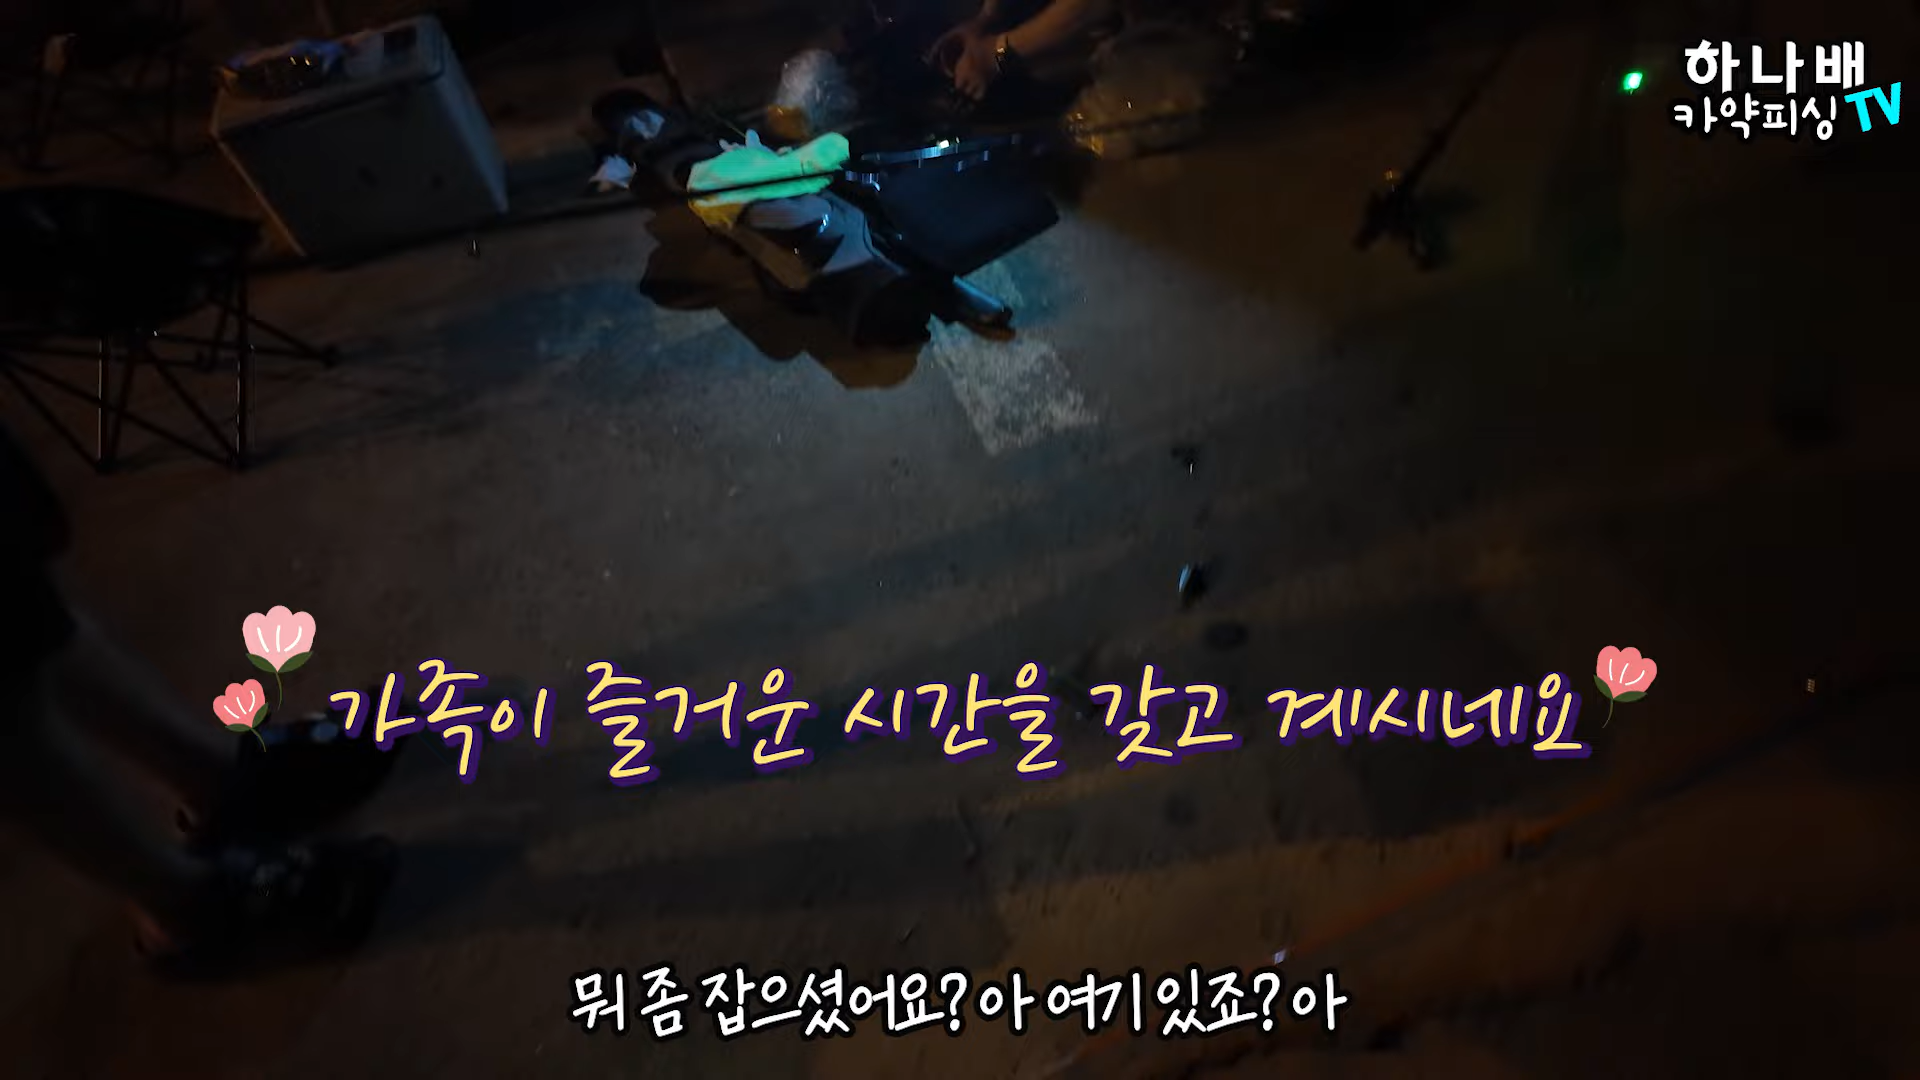 하나배
카약피싱 TV
가족이 즐거운 시간을 갖고 계시네요
뭐 좀 잡으셨어요? 아 여기 있죠? 아